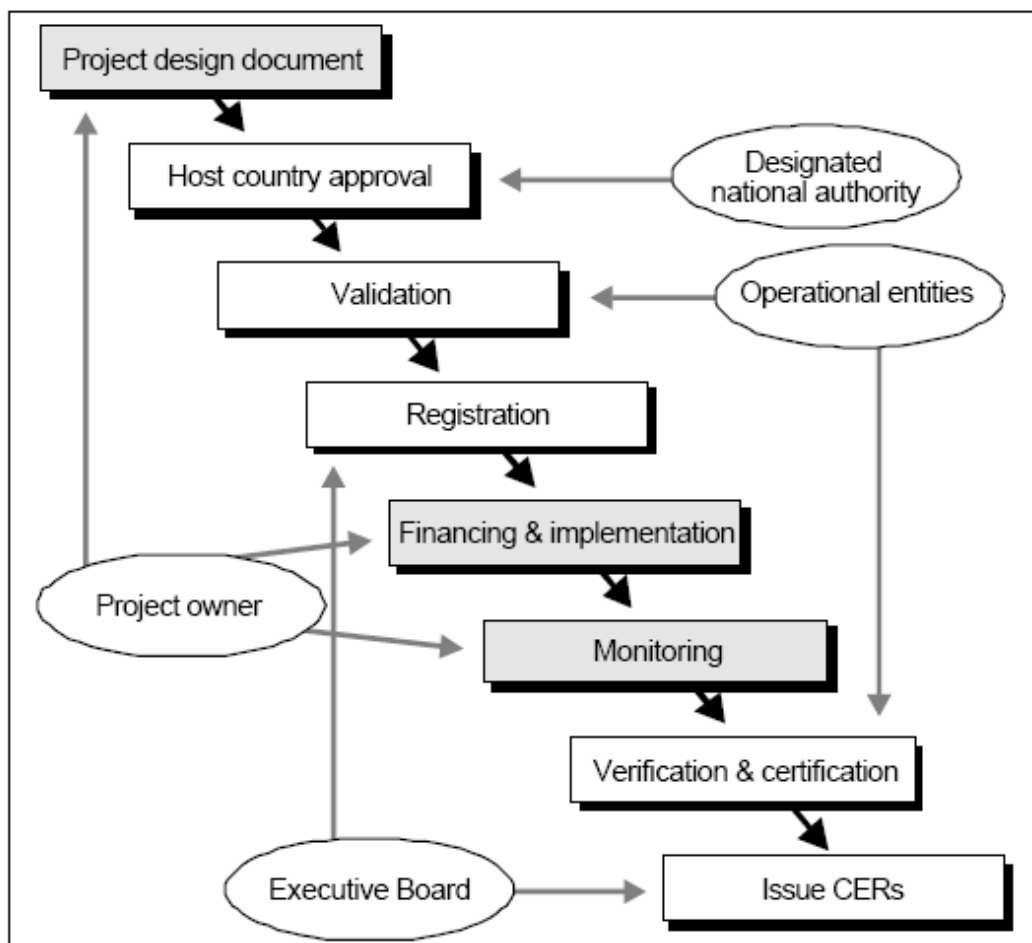 Project design document
Host country approval
Designated
national authority
Validation
Operational entities
Registration
Financing & implementation
Project owner
Monitoring
Verification & certification
Executive Board
Issue CERs